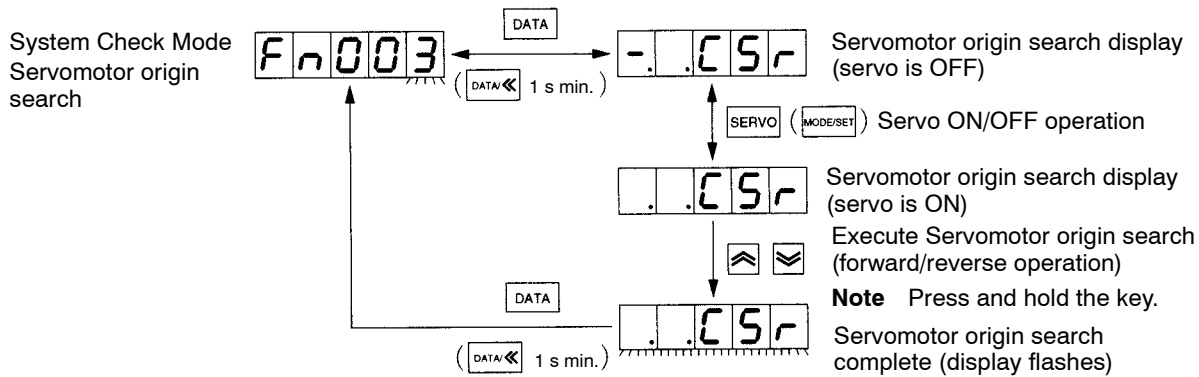 DATA
System Check Mode
Servomotor origin
search
Fn003
(DATA/≪ 1 s min.)
-. .CSr
Servomotor origin search display
(servo is OFF)
SERVO (MODE/SET) Servo ON/OFF operation
. .CSr
Servomotor origin search display
(servo is ON)
Execute Servomotor origin search
(forward/reverse operation)
Note Press and hold the key.
DATA
(DATA/≪ 1 s min.)
. .CSr
Servomotor origin search
complete (display flashes)